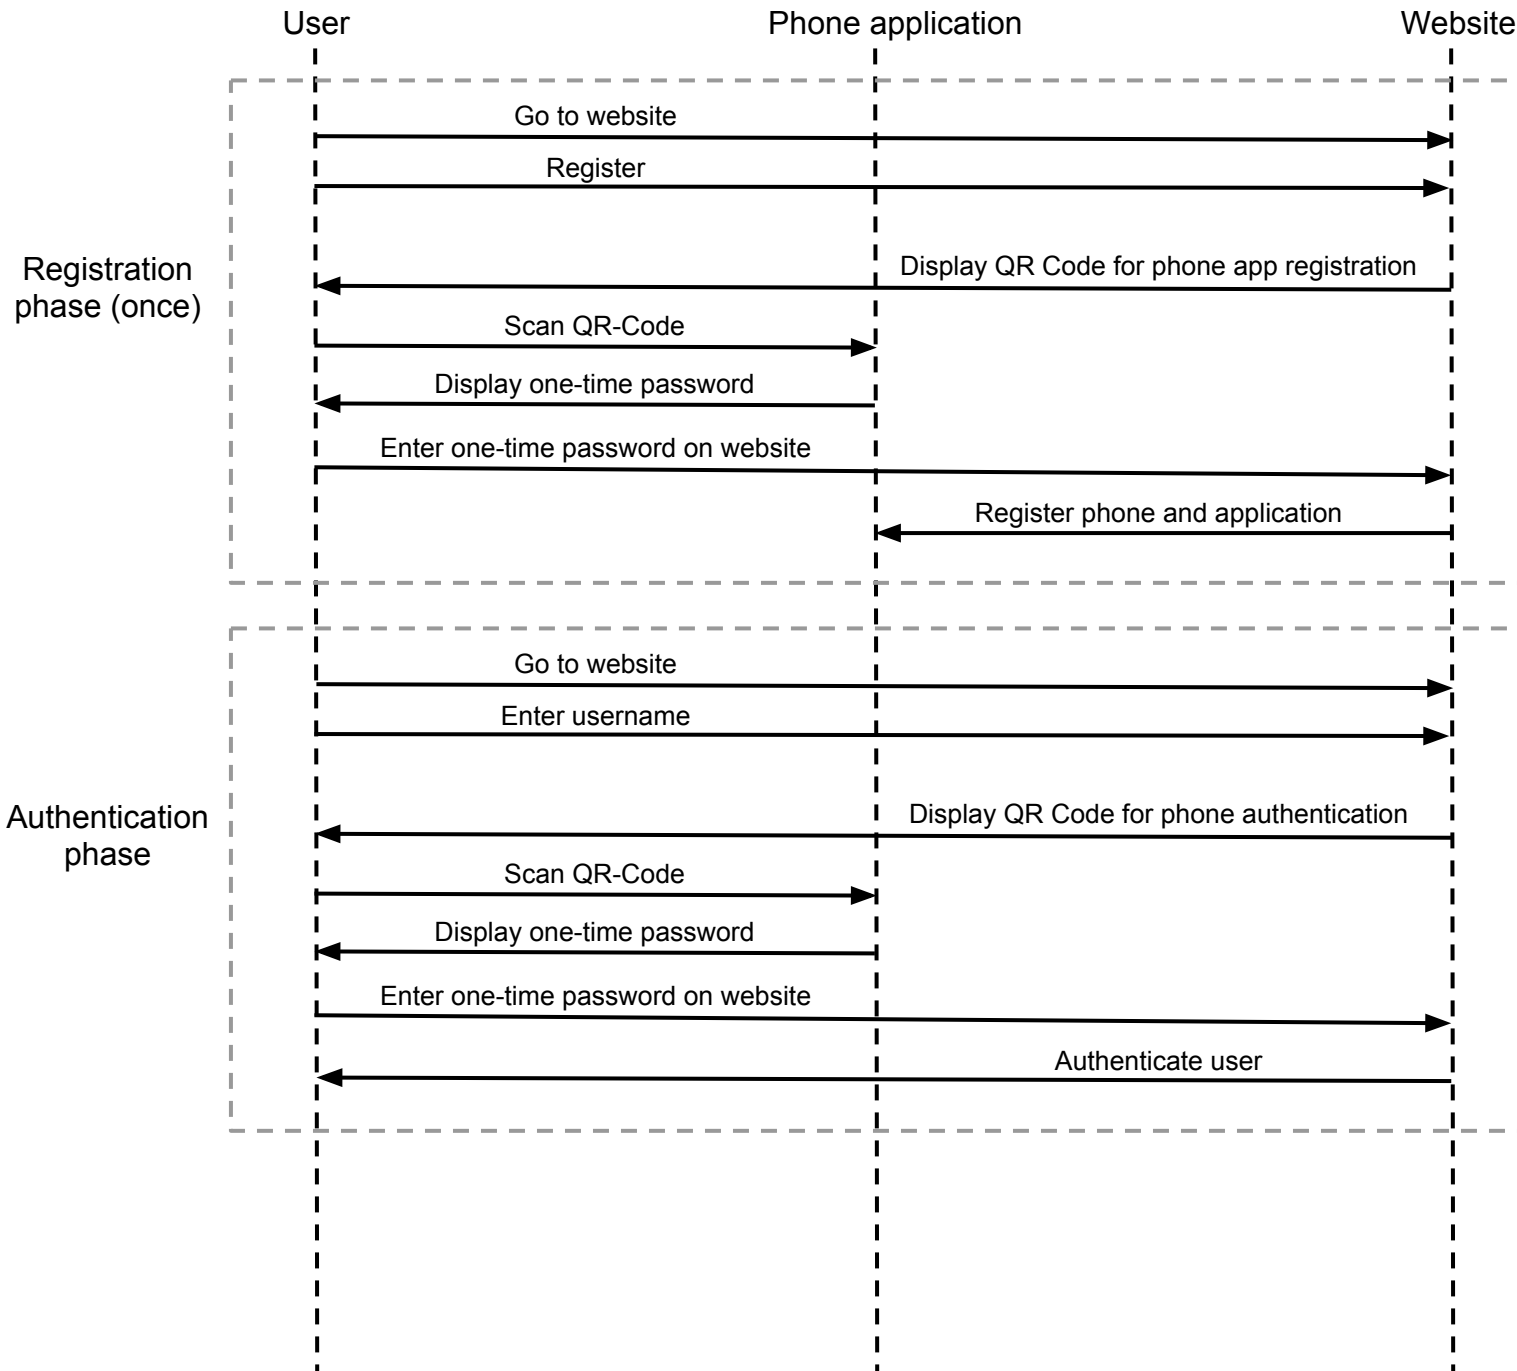 User
Phone application
Website
Go to website
Register
Display QR Code for phone app registration
Registration
phase (once)
Scan QR-Code
Display one-time password
Enter one-time password on website
Register phone and application
Go to website
Enter username
Display QR Code for phone authentication
Authentication
phase
Scan QR-Code
Display one-time password
Enter one-time password on website
Authenticate user